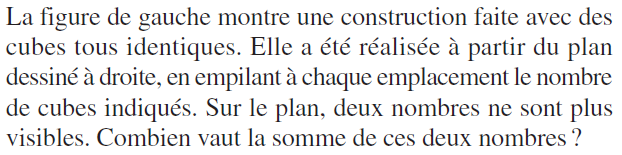 La figure de gauche montre une construction faite avec des
cubes tous identiques. Elle a été réalisée à partir du plan
dessiné à droite, en empilant à chaque emplacement le nombre
de cubes indiqués. Sur le plan, deux nombres ne sont plus
visibles. Combien vaut la somme de ces deux nombres ?